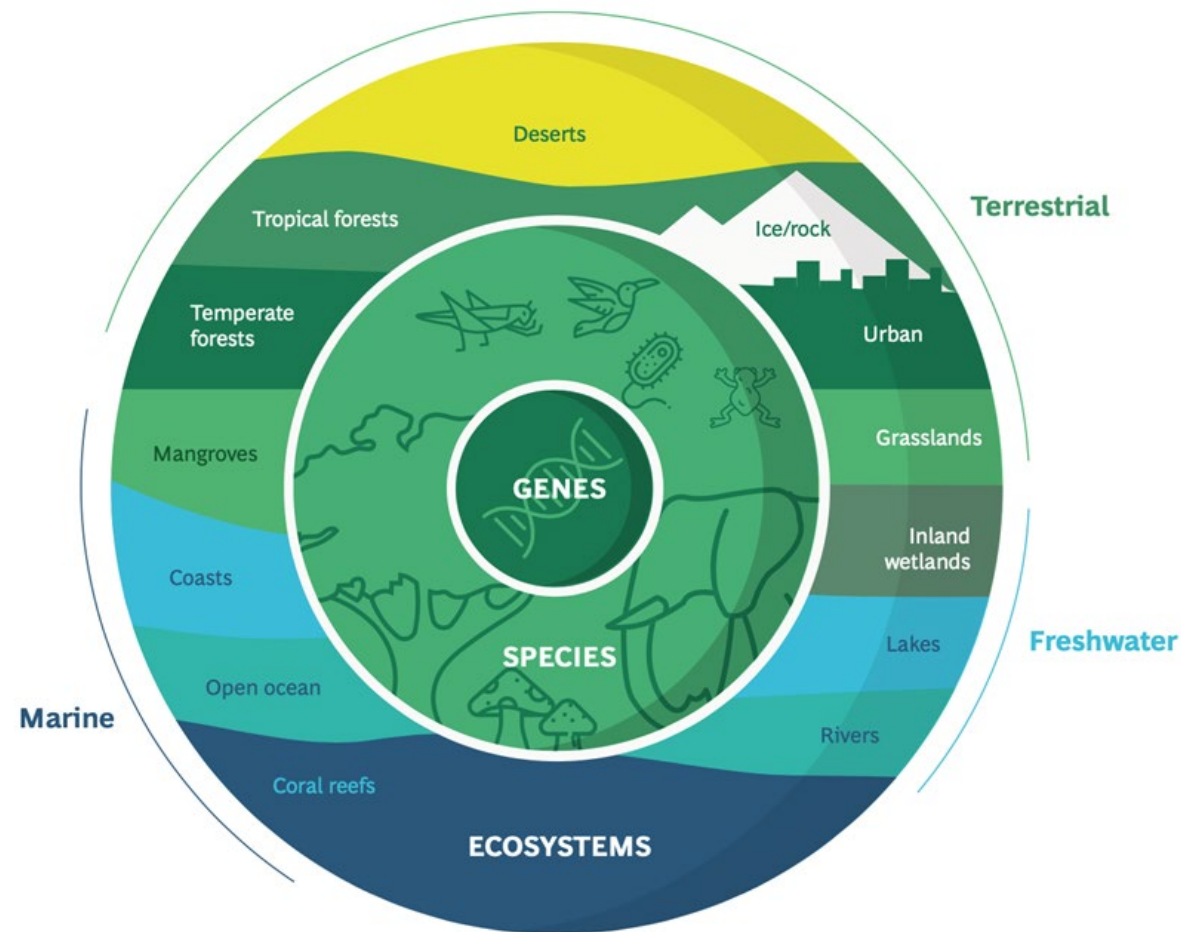 Deserts
Terrestrial
Tropical forests
Ice/rock
Temperate
forests
Urban
Grasslands
Mangroves
GENES
Inland
wetlands
Coasts
Lakes
Freshwater
SPECIES
Open ocean
Marine
Rivers
Coral reefs
ECOSYSTEMS